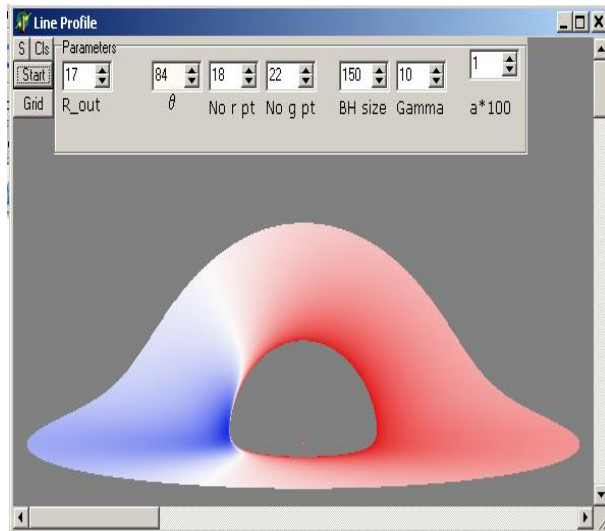 Line Profile
S Cls Parameters
Start 17 84 18 22 150 10 1
Grid R_out θ No r pt No g pt BH size Gamma a*100